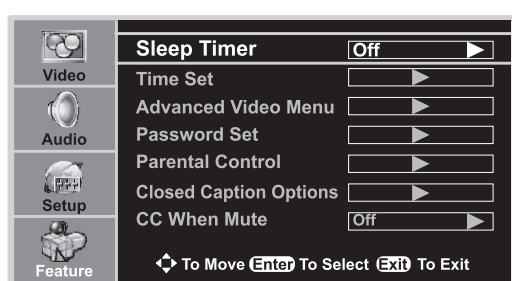 Video
Audio
Setup
Feature
Sleep Timer Off
Time Set
Advanced Video Menu
Password Set
Parental Control
Closed Caption Options
CC When Mute Off
To Move Enter To Select Exit To Exit